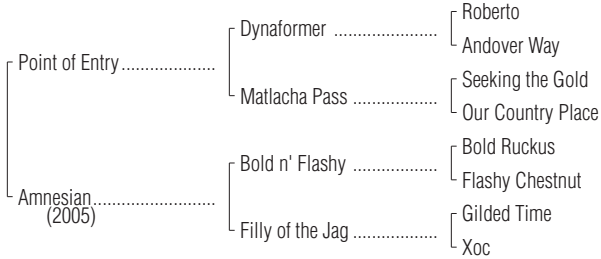 Roberto
Dynaformer ..................
Andover Way
Point of Entry....................
Seeking the Gold
Matlacha Pass ...............
Our Country Place
Bold Ruckus
Bold n' Flashy ...............
Flashy Chestnut
Amnesian.........................
(2005)
Gilded Time
Filly of the Jag ...............
Xoc